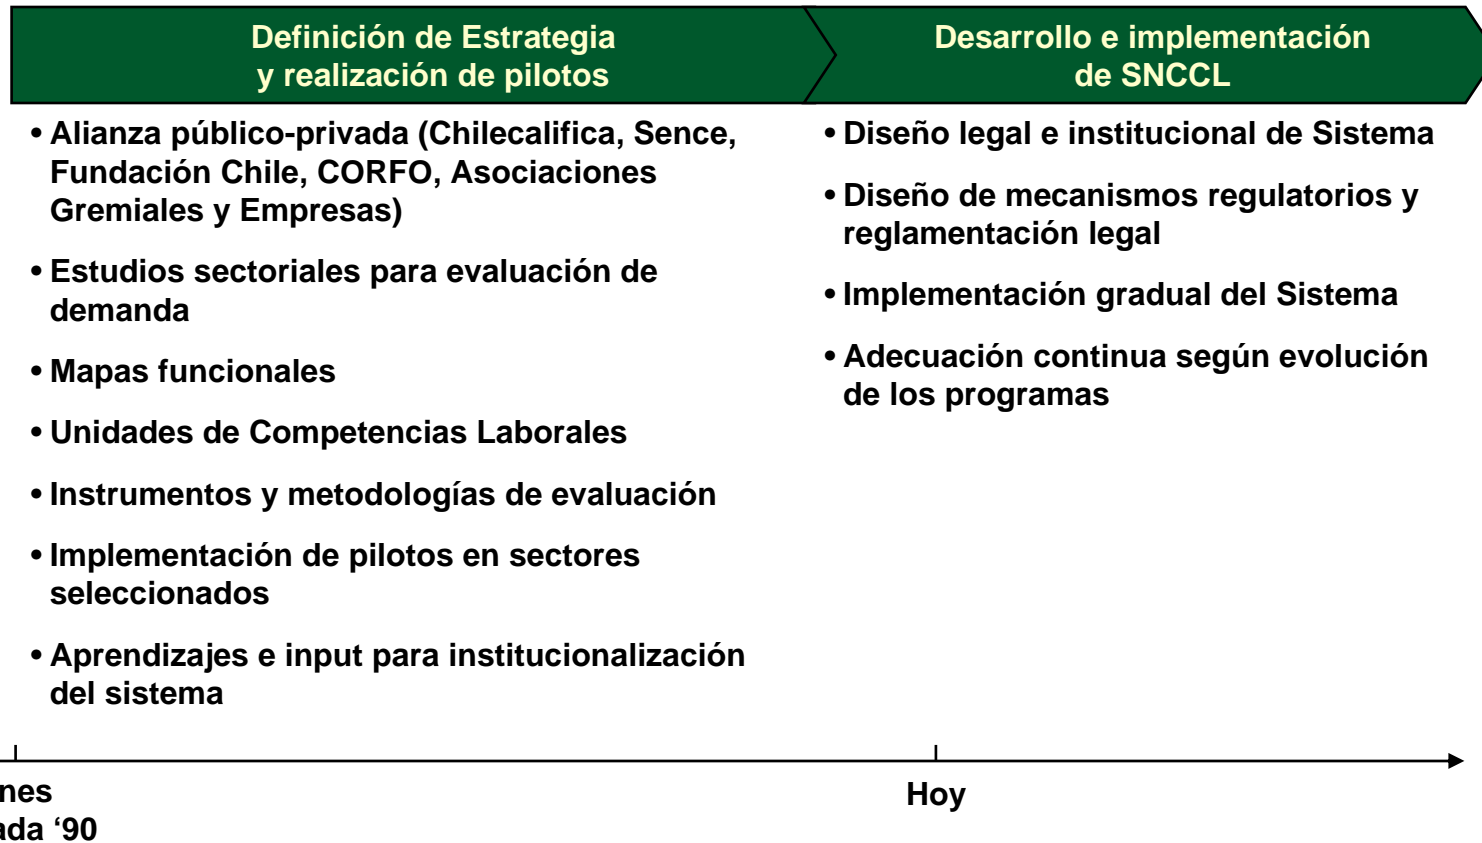 Definición de Estrategia
y realización de pilotos
• Alianza público-privada (Chilecalifica, Sence,
Fundación Chile, CORFO, Asociaciones
Gremiales y Empresas)
• Estudios sectoriales para evaluación de
demanda
• Mapas funcionales
• Unidades de Competencias Laborales
• Instrumentos y metodologías de evaluación
• Implementación de pilotos en sectores
seleccionados
• Aprendizajes e input para institucionalización
del sistema
Desarrollo e implementación
de SNCCL
• Diseño legal e institucional de Sistema
• Diseño de mecanismos regulatorios y
reglamentación legal
• Implementación gradual del Sistema
• Adecuación continua según evolución
de los programas
‘90
Hoy